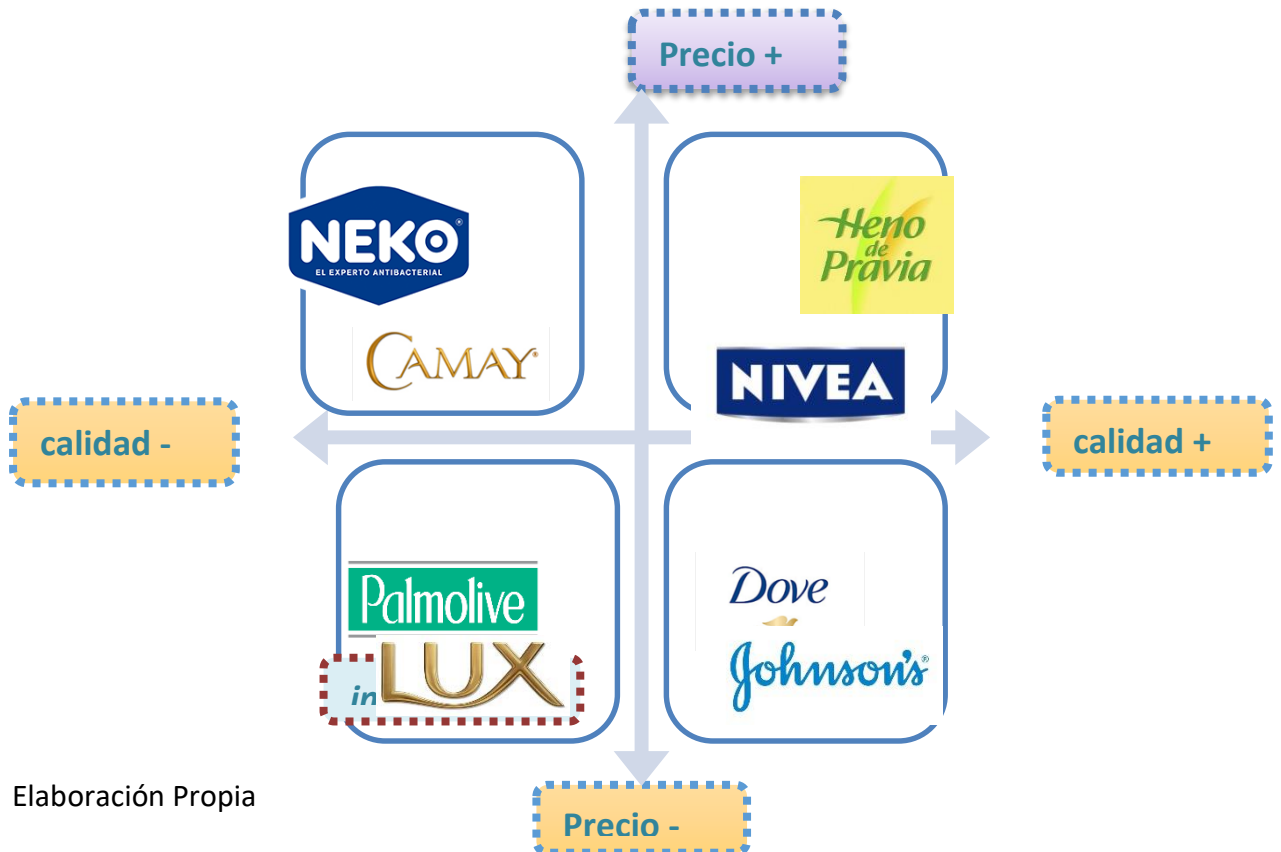 Precio +
NEKO®
EL EXPERTO ANTIBACTERIAL
Heno
de
Pravia
CAMAY®
NIVEA
calidad -
calidad +
Palmolive
LUX
in
Dove
Johnson's®
Elaboración Propia
Precio -